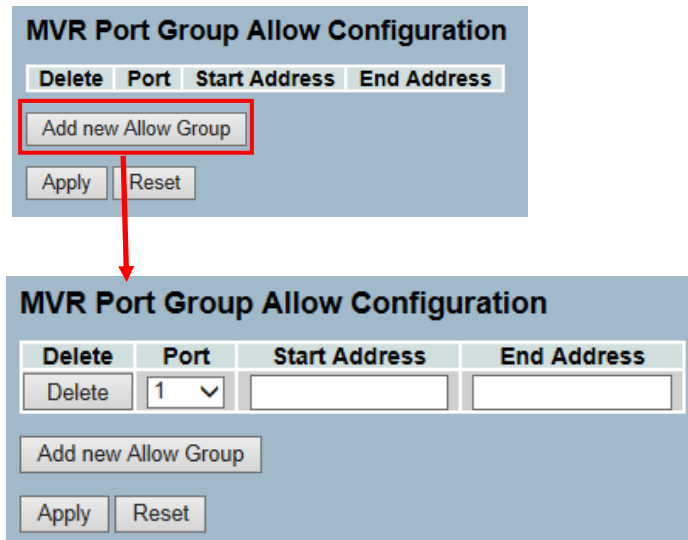 MVR Port Group Allow Configuration
Delete Port Start Address End Address
Add new Allow Group
Apply Reset
MVR Port Group Allow Configuration
Delete Port Start Address End Address
Delete 1
Add new Allow Group
Apply Reset